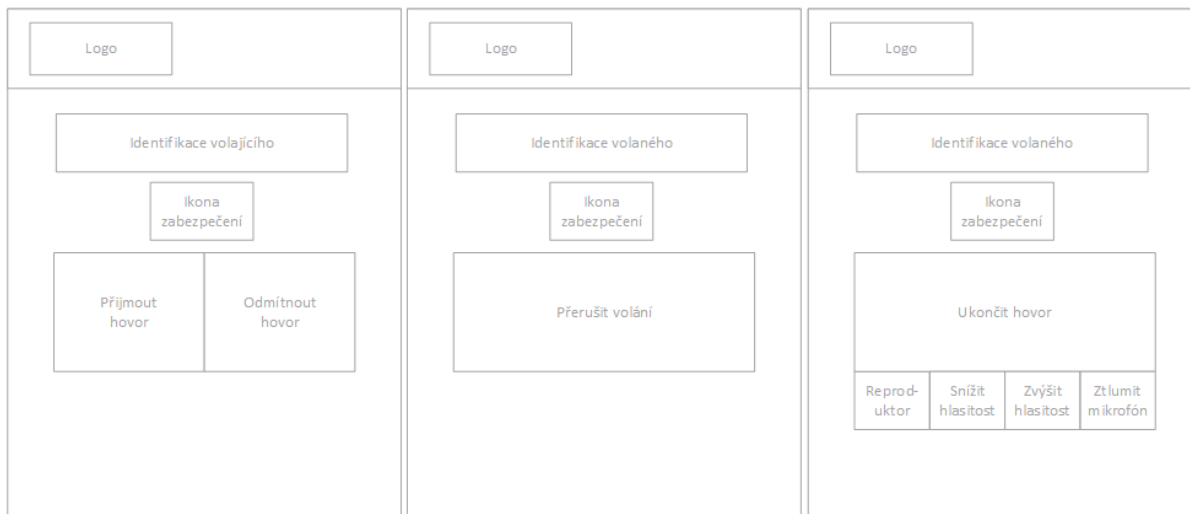 Logo
Identifikace volajícího
Ikona
zabezpečení
Přijmout
hovor
Odmítnout
hovor
Logo
Identifikace volaného
Ikona
zabezpečení
Přerušit volání
Logo
Identifikace volaného
Ikona
zabezpečení
Ukončit hovor
Reprod-
uktor
Snížit
hlasitost
Zvýšit
hlasitost
Ztlumit
mikrofón